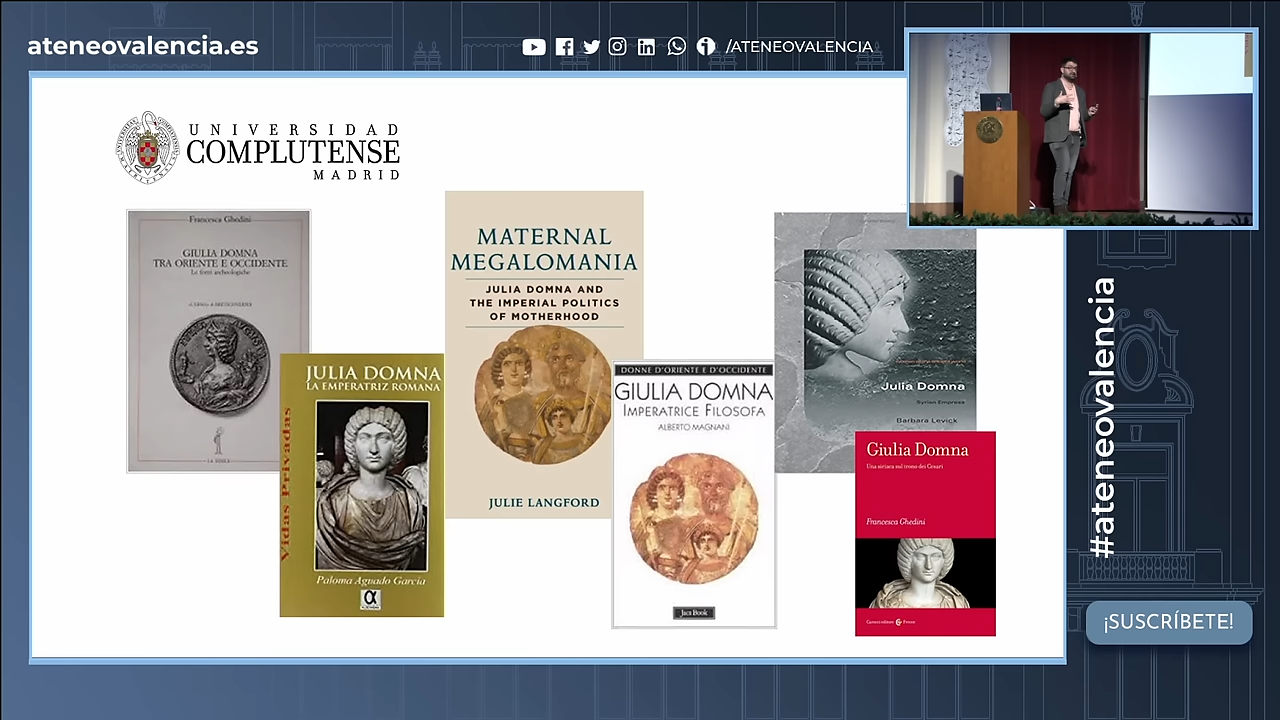 ateneovalencia.es
/ATENEOVALENCIA
UNIVERSIDAD
COMPLUTENSE
MADRID
Francesca Ghedini
GIULIA DOMNA
TRA ORIENTE E OCCIDENTE
Le fonti archeologiche
JULIA DOMNA
LA EMPERATRIZ ROMANA
Vidas Privadas
Paloma Aguado García
α
MATERNAL
MEGALOMANIA
JULIA DOMNA AND
THE IMPERIAL POLITICS
OF MOTHERHOOD
JULIE LANGFORD
DONNE D'ORIENTE E D'OCCIDENTE
GIULIA DOMNA
IMPERATRICE FILOSOFA
ALBERTO MAGNANI
Jaca Book
Julia Domna
Syrian Empress
Barbara Levick
Giulia Domna
Una siriaca sul trono dei Cesari
Francesca Ghedini
Carocci editore
Frecce
#ateneovalencia
¡SUSCRÍBETE!